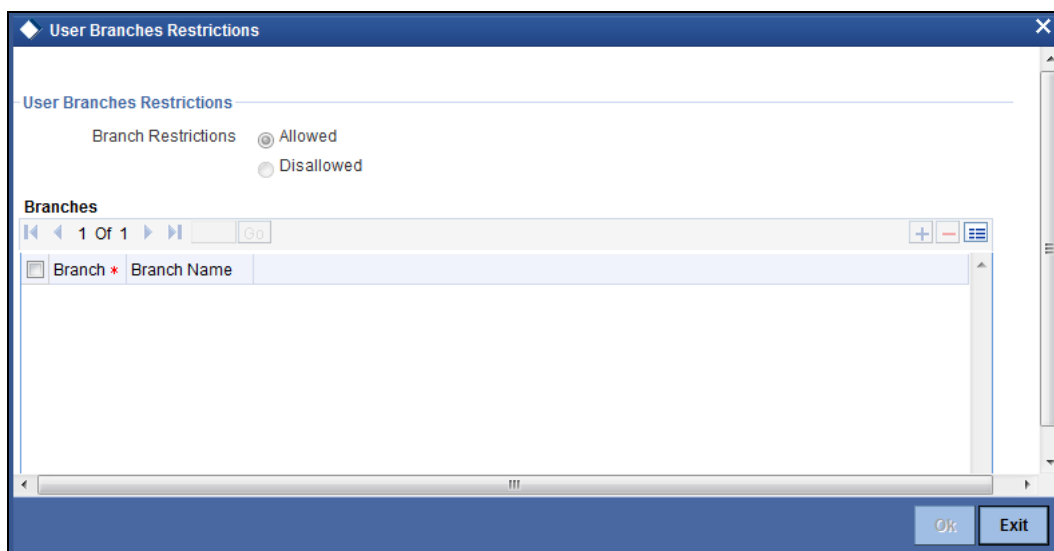 User Branches Restrictions
User Branches Restrictions
Branch Restrictions
Allowed
Disallowed
Branches
1 Of 1 Go
Branch * Branch Name
Ok Exit